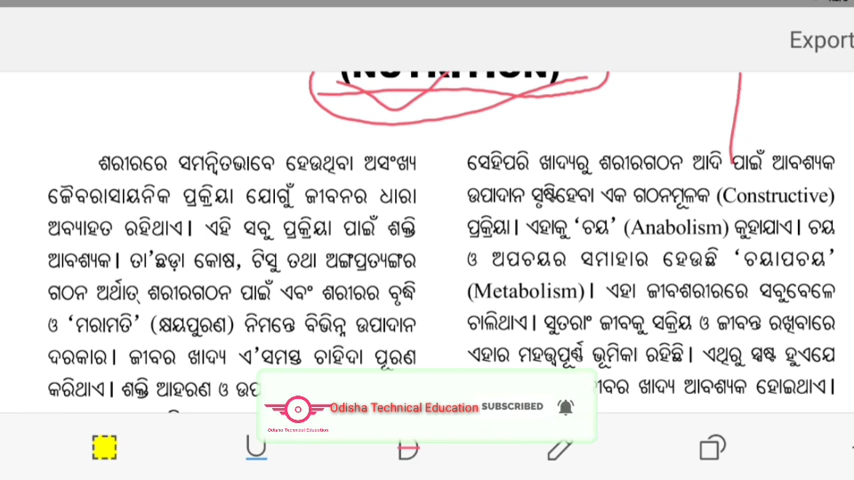 Export
(NUTRITION)
ଶରୀରରେ ସମନ୍ୱିତଭାବେ ହେଉଥିବା ଅସଂଖ୍ୟ
ଜୈବରାସାୟନିକ ପ୍ରକ୍ରିୟା ଯୋଗୁଁ ଜୀବନର ଧାରା
ଅବ୍ୟାହତ ରହିଥାଏ। ଏହି ସବୁ ପ୍ରକ୍ରିୟା ପାଇଁ ଶକ୍ତି
ଆବଶ୍ୟକ। ତା'ଛଡ଼ା କୋଷ, ଟିସୁ ତଥା ଅଙ୍ଗପ୍ରତ୍ୟଙ୍ଗର
ଗଠନ ଅର୍ଥାତ୍ ଶରୀରଗଠନ ପାଇଁ ଏବଂ ଶରୀରର ବୃଦ୍ଧି
ଓ ‘ମରାମତି’ (କ୍ଷୟପୂରଣ) ନିମନ୍ତେ ବିଭିନ୍ନ ଉପାଦାନ
ଦରକାର। ଜୀବର ଖାଦ୍ୟ ଏ'ସମସ୍ତ ଚାହିଦା ପୂରଣ
କରିଥାଏ। ଶକ୍ତି ଆହରଣ ଓ
ସେହିପରି ଖାଦ୍ୟରୁ ଶରୀରଗଠନ ଆଦି ପାଇଁ ଆବଶ୍ୟକ
ଉପାଦାନ ସୃଷ୍ଟିହେବା ଏକ ଗଠନମୂଳକ (Constructive)
ପ୍ରକ୍ରିୟା। ଏହାକୁ ‘ଚୟ’ (Anabolism) କୁହାଯାଏ। ଚୟ
ଓ ଅପଚୟର ସମାହାର ହେଉଛି ‘ଚୟାପଚୟ’
(Metabolism)। ଏହା ଜୀବଶରୀରରେ ସବୁବେଳେ
ଚାଲିଥାଏ। ସୁତରାଂ ଜୀବକୁ ସକ୍ରିୟ ଓ ଜୀବନ୍ତ ରଖିବାରେ
ଏହାର ମହତ୍ତ୍ୱପୂର୍ଣ୍ଣ ଭୂମିକା ରହିଛି। ଏଥିରୁ ସ୍ପଷ୍ଟ ହୁଏଯେ
ଖାଦ୍ୟ ଆବଶ୍ୟକ ହୋଇଥାଏ।
Odisha Technical Education SUBSCRIBED
Odisha Technical Education